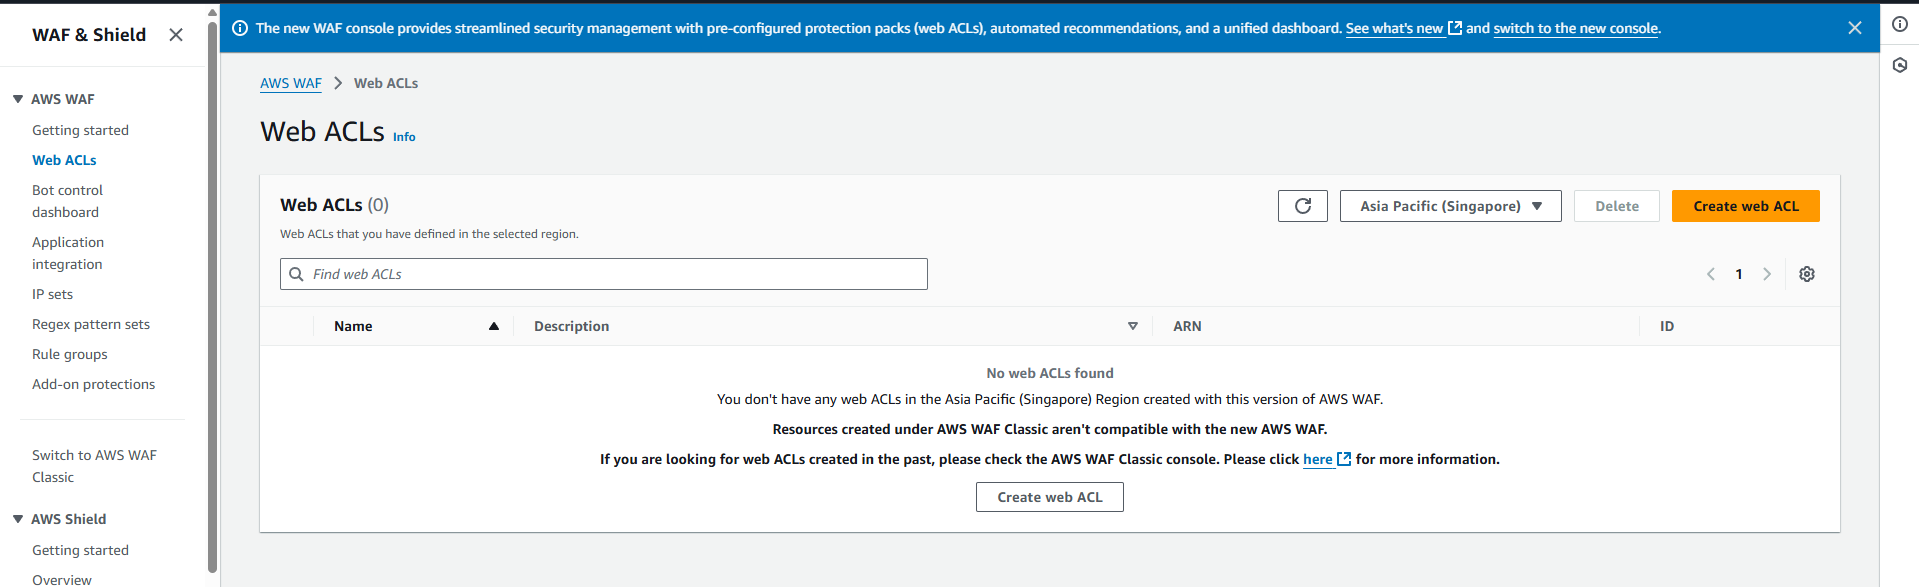 WAF & Shield
The new WAF console provides streamlined security management with pre-configured protection packs (web ACLs), automated recommendations, and a unified dashboard. See what's new and switch to the new console.
AWS WAF
Getting started
Web ACLs
Bot control
dashboard
Application
integration
IP sets
Regex pattern sets
Rule groups
Add-on protections
Switch to AWS WAF
Classic
AWS Shield
Getting started
Overview
AWS WAF > Web ACLs
Web ACLs Info
Web ACLs (0)
Web ACLs that you have defined in the selected region.
Asia Pacific (Singapore)
Delete
Create web ACL
Find web ACLs
1
Name Description ARN ID
No web ACLs found
You don't have any web ACLs in the Asia Pacific (Singapore) Region created with this version of AWS WAF.
Resources created under AWS WAF Classic aren't compatible with the new AWS WAF.
If you are looking for web ACLs created in the past, please check the AWS WAF Classic console. Please click here for more information.
Create web ACL